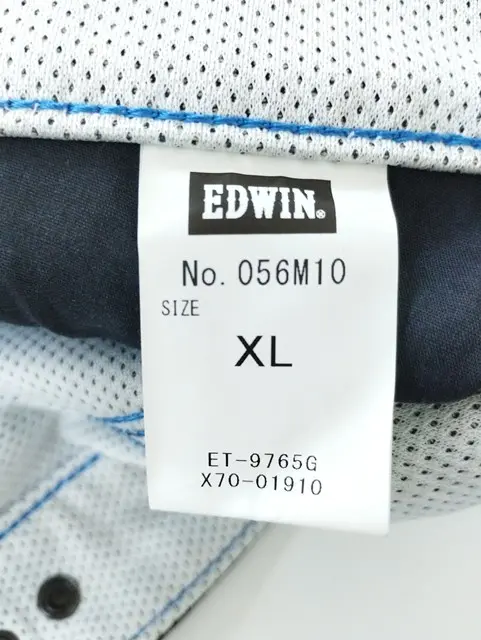 EDWIN®
No. 056M10
SIZE
XL
ET-9765G
X70-01910